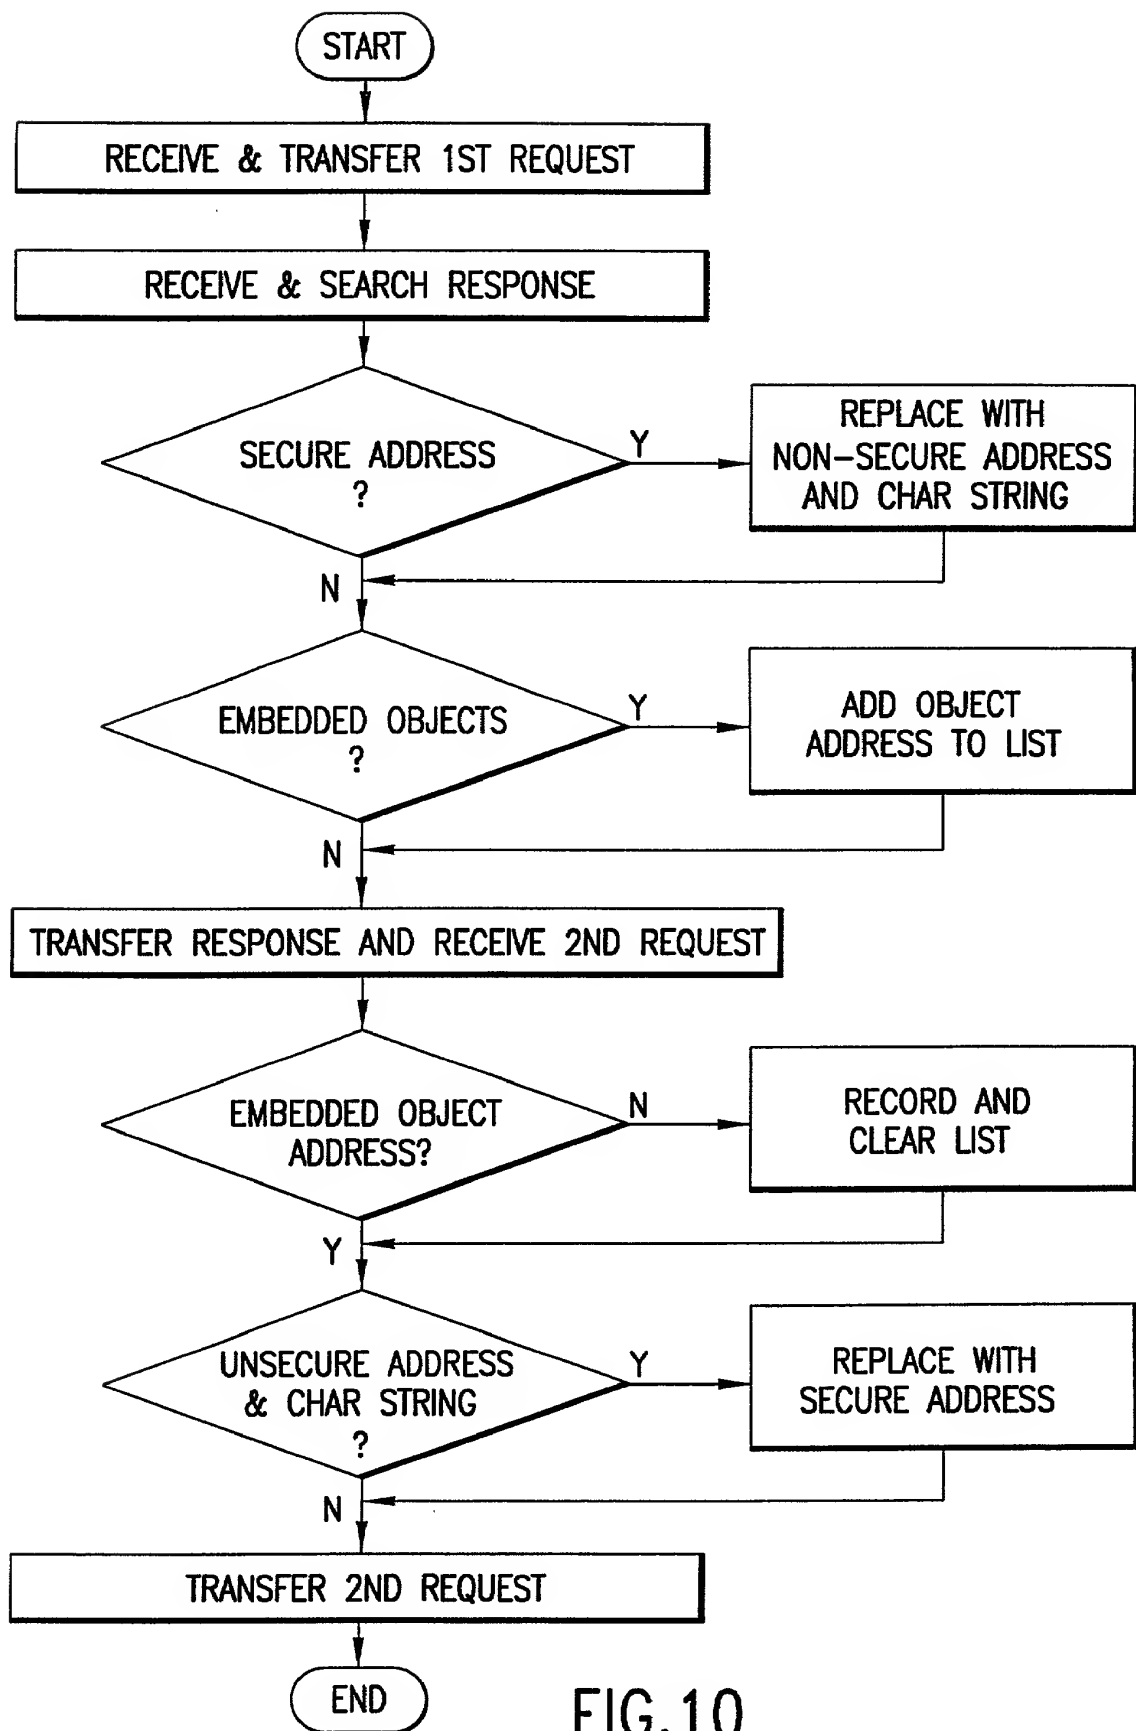 START
RECEIVE & TRANSFER 1ST REQUEST
RECEIVE & SEARCH RESPONSE
SECURE ADDRESS
?
Y
REPLACE WITH
NON-SECURE ADDRESS
AND CHAR STRING
N
EMBEDDED OBJECTS
?
Y
ADD OBJECT
ADDRESS TO LIST
N
TRANSFER RESPONSE AND RECEIVE 2ND REQUEST
EMBEDDED OBJECT
ADDRESS?
N
RECORD AND
CLEAR LIST
Y
UNSECURE ADDRESS
& CHAR STRING
?
Y
REPLACE WITH
SECURE ADDRESS
N
TRANSFER 2ND REQUEST
END
FIG.10